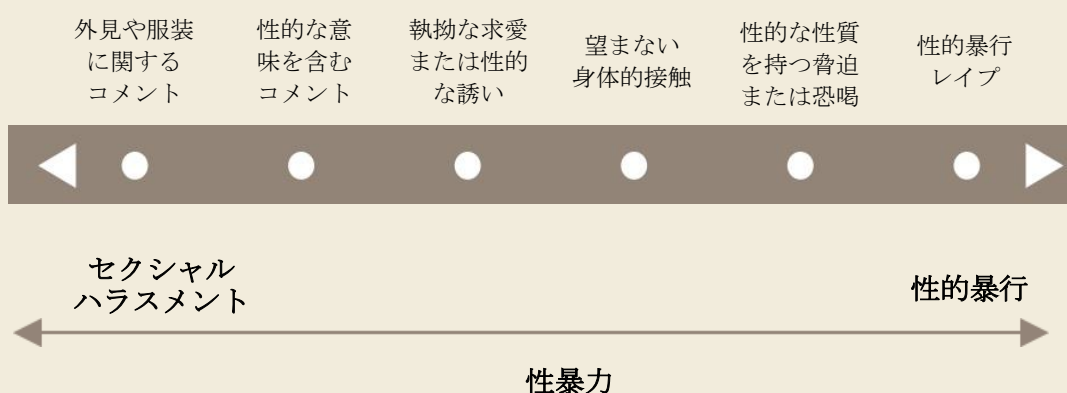 外見や服装
に関する
コメント
性的な意
味を含む
コメント
執拗な求愛
または性的
な誘い
望まない
身体的接触
性的な性質
を持つ脅迫
または恐喝
性的暴行
レイプ
セクシャル
ハラスメント
性的暴行
性暴力